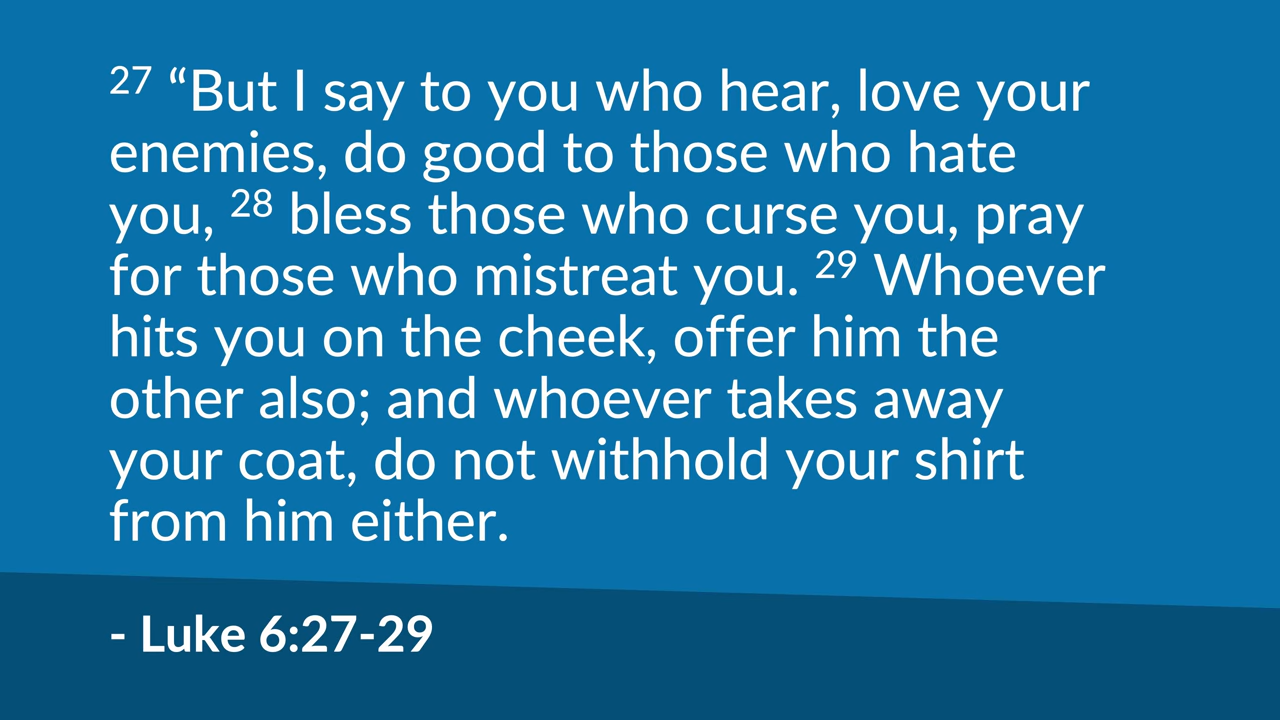 27 “But I say to you who hear, love your
enemies, do good to those who hate
you, 28 bless those who curse you, pray
for those who mistreat you. 29 Whoever
hits you on the cheek, offer him the
other also; and whoever takes away
your coat, do not withhold your shirt
from him either.
- Luke 6:27-29